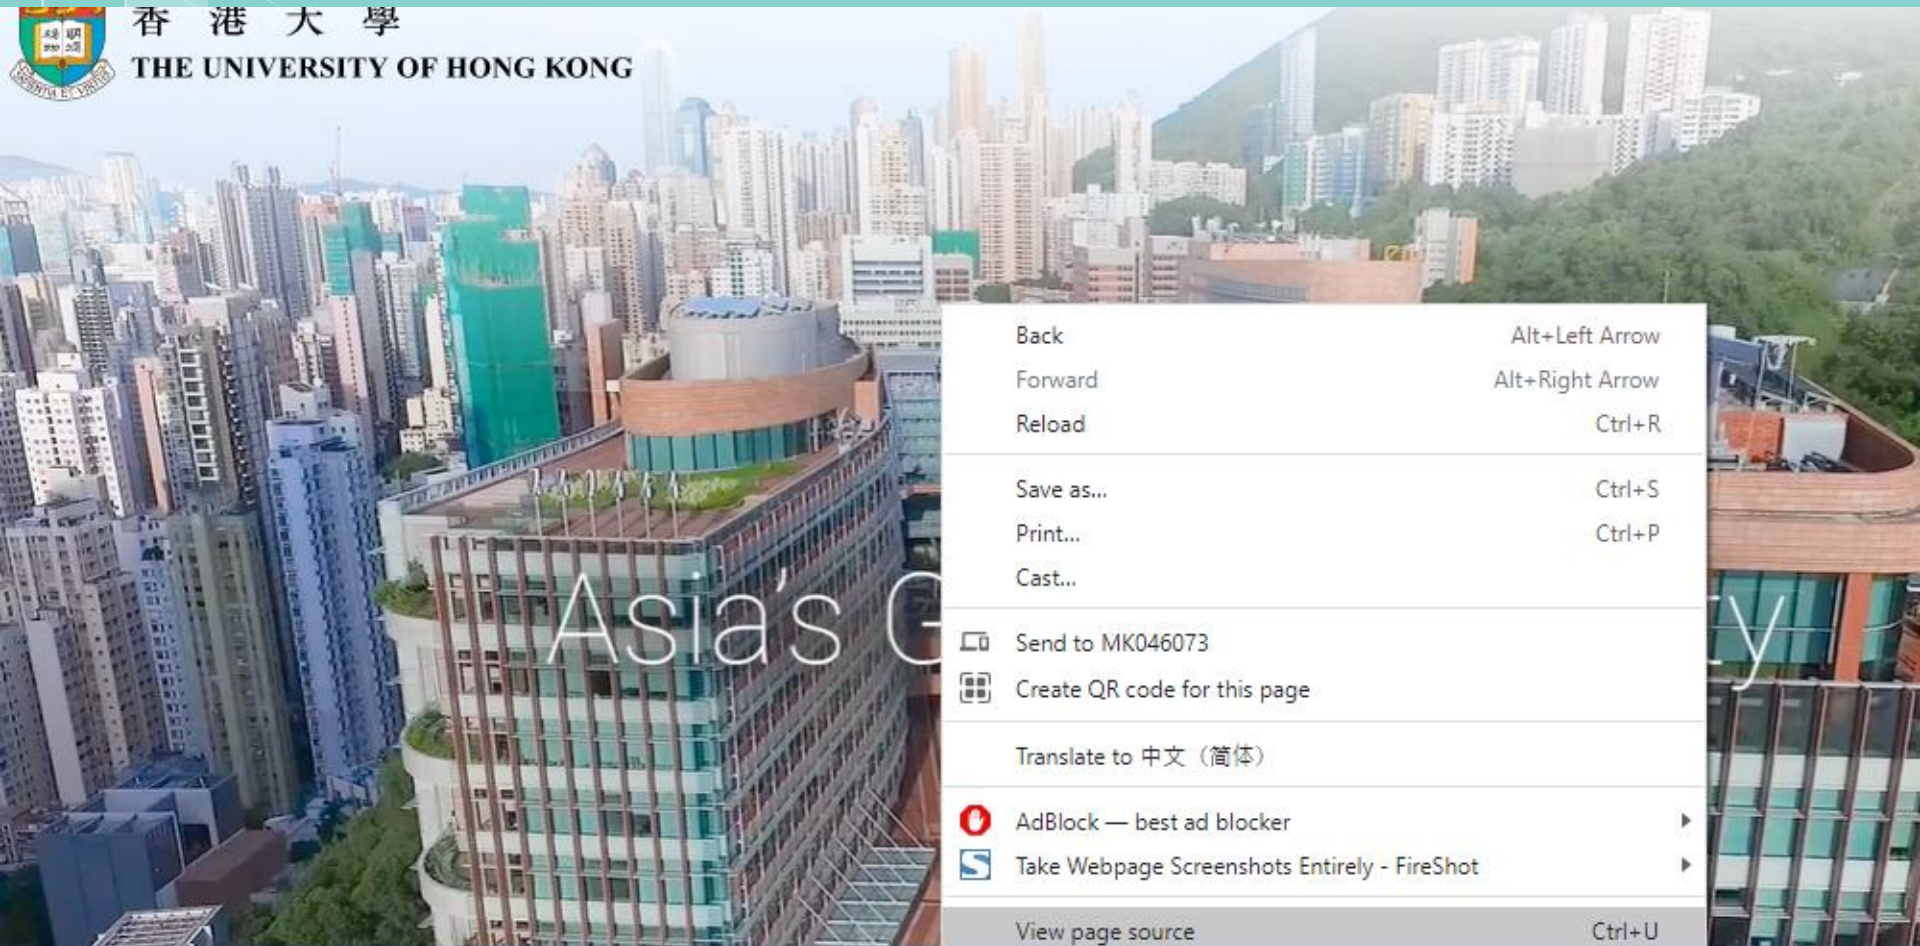 香港大學
THE UNIVERSITY OF HONG KONG
Asia's G
ty
Back Alt+Left Arrow
Forward Alt+Right Arrow
Reload Ctrl+R
Save as... Ctrl+S
Print... Ctrl+P
Cast...
Send to MK046073
Create QR code for this page
Translate to 中文（简体）
AdBlock — best ad blocker
Take Webpage Screenshots Entirely - FireShot
View page source Ctrl+U